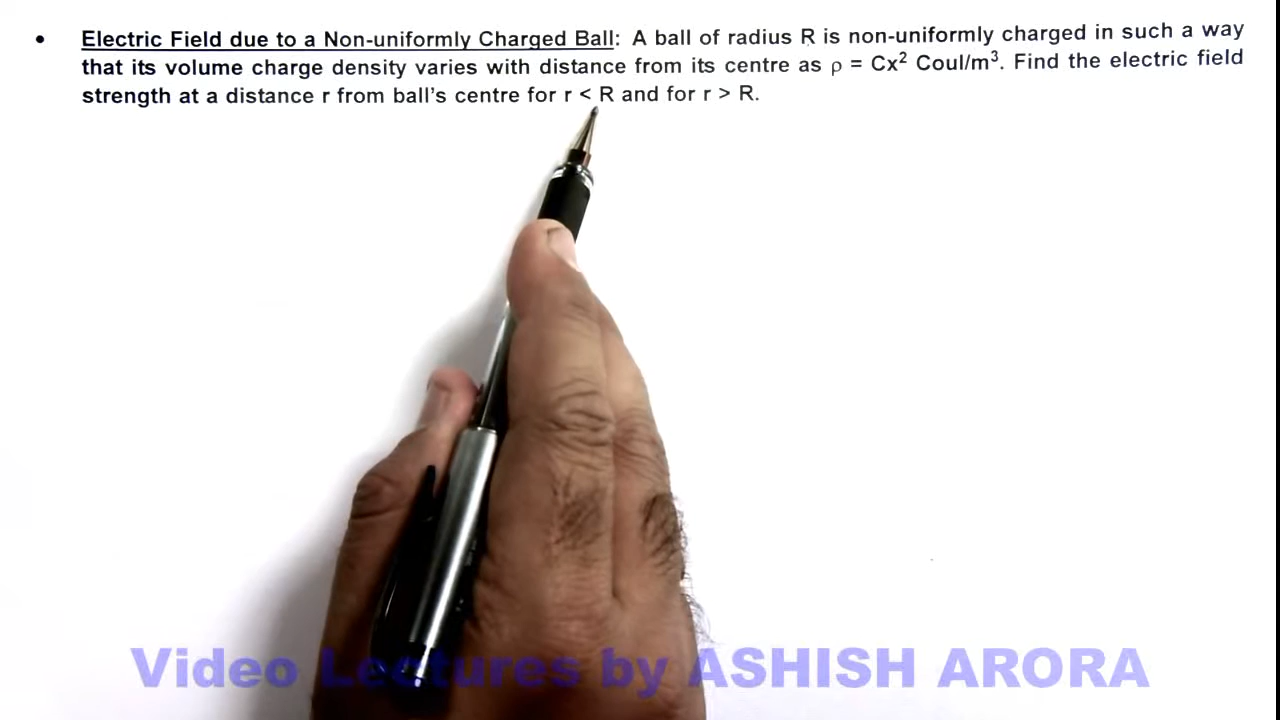 • Electric Field due to a Non-uniformly Charged Ball: A ball of radius R is non-uniformly charged in such a way
that its volume charge density varies with distance from its centre as ρ = Cx² Coul/m³. Find the electric field
strength at a distance r from ball's centre for r < R and for r > R.
Video Lectures by ASHISH ARORA